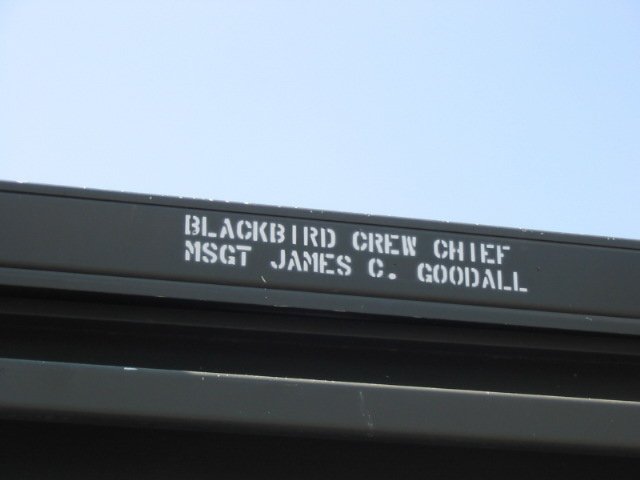 BLACKBIRD CREW CHIEF
MSGT JAMES C. GOODALL